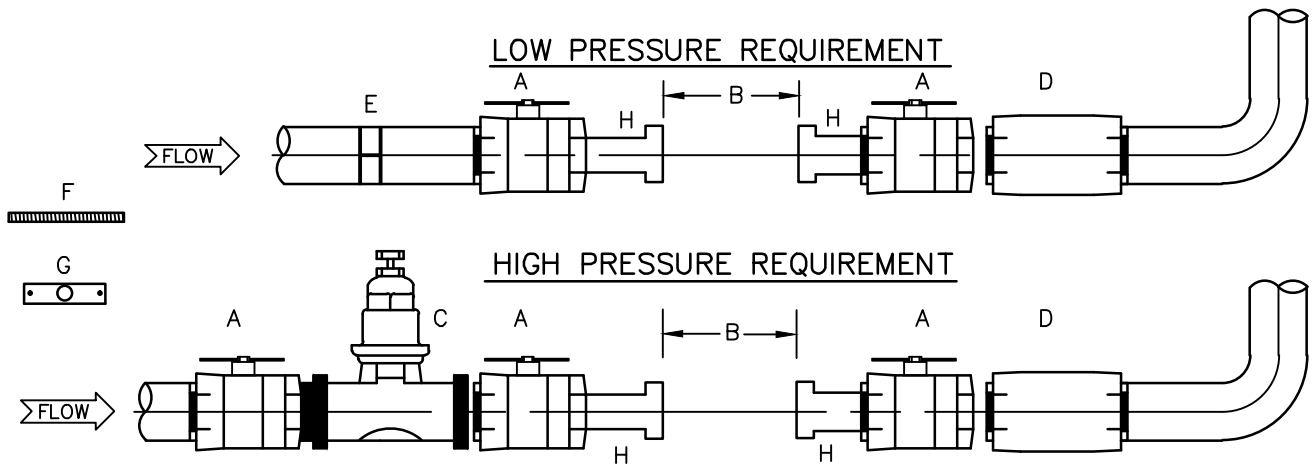 LOW PRESSURE REQUIREMENT
A
A
D
B
E
H
H
FLOW
F
HIGH PRESSURE REQUIREMENT
G
A
C
A
B
A
D
FLOW
H
H